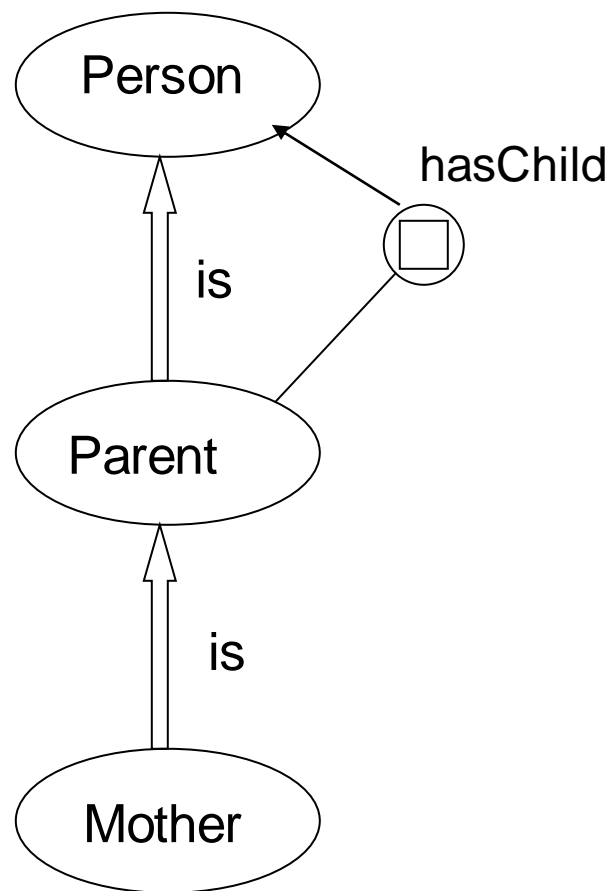 Person
hasChild
is
Parent
is
Mother